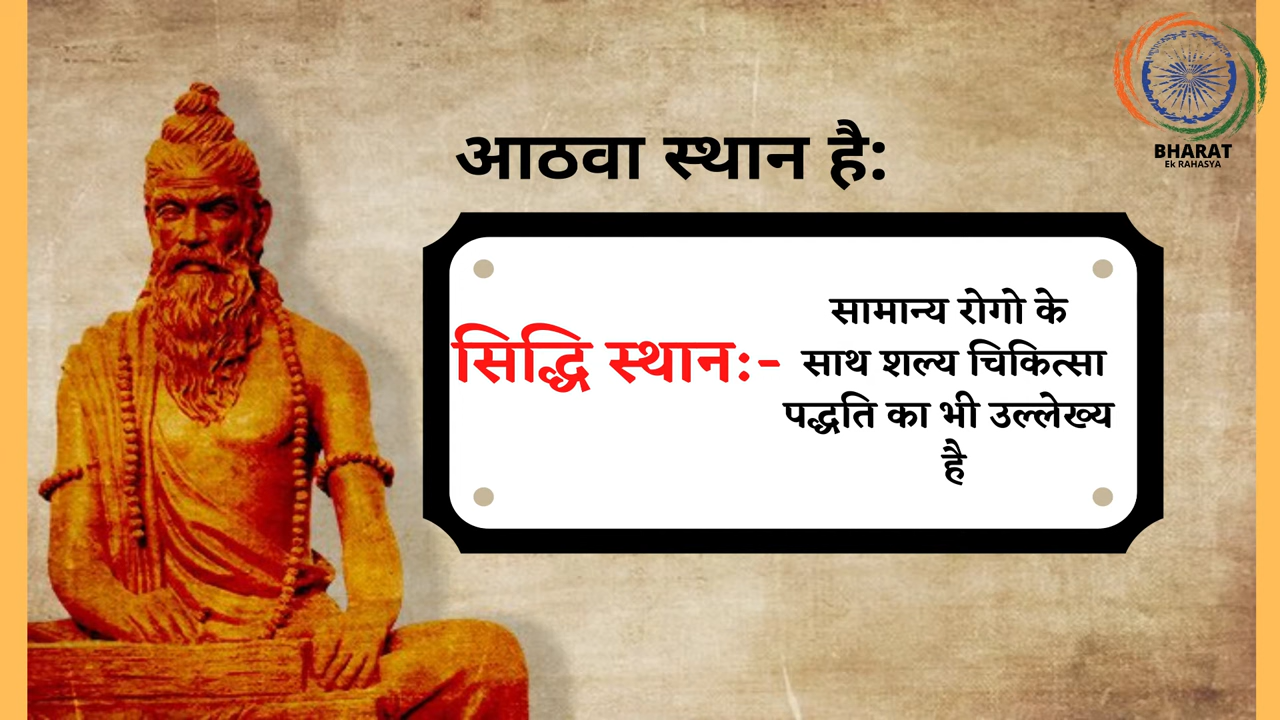 BHARAT
Ek RAHASYA
आठवा स्थान है:
सिद्धि स्थान:-
सामान्य रोगो के
साथ शल्य चिकित्सा
पद्धति का भी उल्लेख्य
है